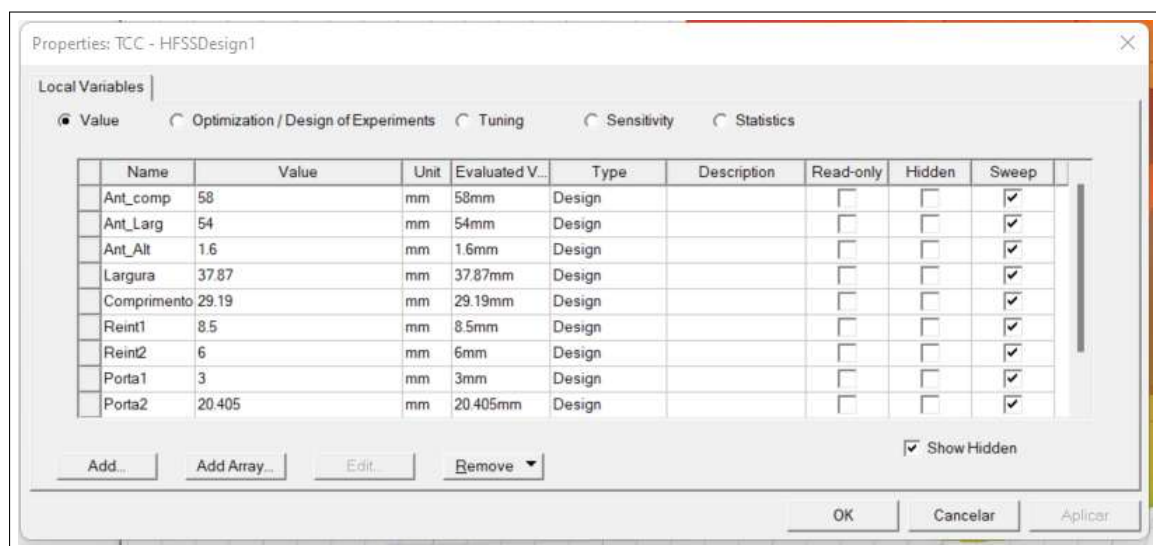 Properties: TCC - HFSSDesign1
Local Variables
Value Optimization / Design of Experiments Tuning Sensitivity Statistics
Name Value Unit Evaluated V... Type Description Read-only Hidden Sweep
Ant_comp 58 mm 58mm Design
Ant_Larg 54 mm 54mm Design
Ant_Alt 1.6 mm 1.6mm Design
Largura 37.87 mm 37.87mm Design
Comprimento 29.19 mm 29.19mm Design
Reint1 8.5 mm 8.5mm Design
Reint2 6 mm 6mm Design
Porta1 3 mm 3mm Design
Porta2 20.405 mm 20.405mm Design
Show Hidden
Add... Add Array... Edit... Remove
OK Cancelar Aplicar